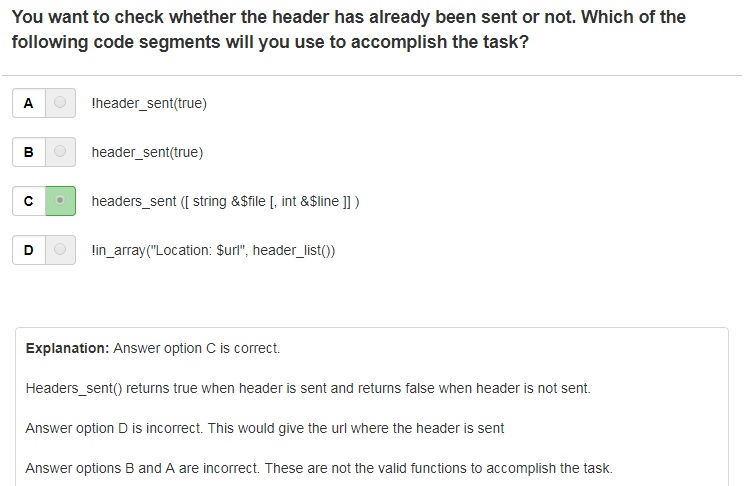 You want to check whether the header has already been sent or not. Which of the
following code segments will you use to accomplish the task?
A !header_sent(true)
B header_sent(true)
C headers_sent ([ string &$file [, int &$line ]] )
D !in_array("Location: $url", header_list())
Explanation: Answer option C is correct.
Headers_sent() returns true when header is sent and returns false when header is not sent.
Answer option D is incorrect. This would give the url where the header is sent
Answer options B and A are incorrect. These are not the valid functions to accomplish the task.